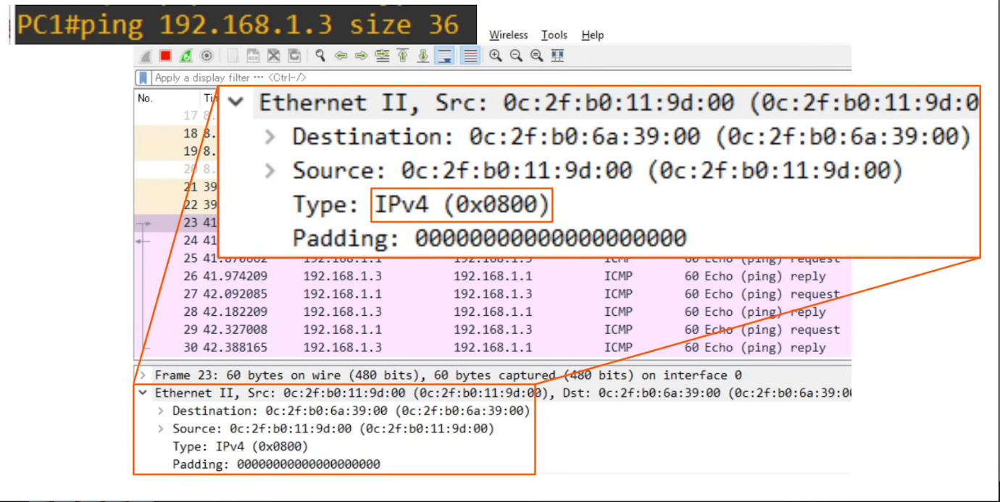 PC1#ping 192.168.1.3 size 36
Wireless Tools Help
Apply a display filter ··· <Ctrl-/>
No.
Ethernet II, Src: 0c:2f:b0:11:9d:00 (0c:2f:b0:11:9d:0
Destination: 0c:2f:b0:6a:39:00 (0c:2f:b0:6a:39:00)
Source: 0c:2f:b0:11:9d:00 (0c:2f:b0:11:9d:00)
Type: IPv4 (0x0800)
Padding: 00000000000000000000
17 8.
18 8.
19 8.
20 8.
21 39
22 39
23 41
24 41
25 41.870662 192.168.1.1 192.168.1.3 ICMP 60 Echo (ping) request
26 41.974209 192.168.1.3 192.168.1.1 ICMP 60 Echo (ping) reply
27 42.092085 192.168.1.1 192.168.1.3 ICMP 60 Echo (ping) request
28 42.182209 192.168.1.3 192.168.1.1 ICMP 60 Echo (ping) reply
29 42.327008 192.168.1.1 192.168.1.3 ICMP 60 Echo (ping) request
30 42.388165 192.168.1.3 192.168.1.1 ICMP 60 Echo (ping) reply
Frame 23: 60 bytes on wire (480 bits), 60 bytes captured (480 bits) on interface 0
Ethernet II, Src: 0c:2f:b0:11:9d:00 (0c:2f:b0:11:9d:00), Dst: 0c:2f:b0:6a:39:00 (0c:2f:b0:6a:39:00
Destination: 0c:2f:b0:6a:39:00 (0c:2f:b0:6a:39:00)
Source: 0c:2f:b0:11:9d:00 (0c:2f:b0:11:9d:00)
Type: IPv4 (0x0800)
Padding: 00000000000000000000